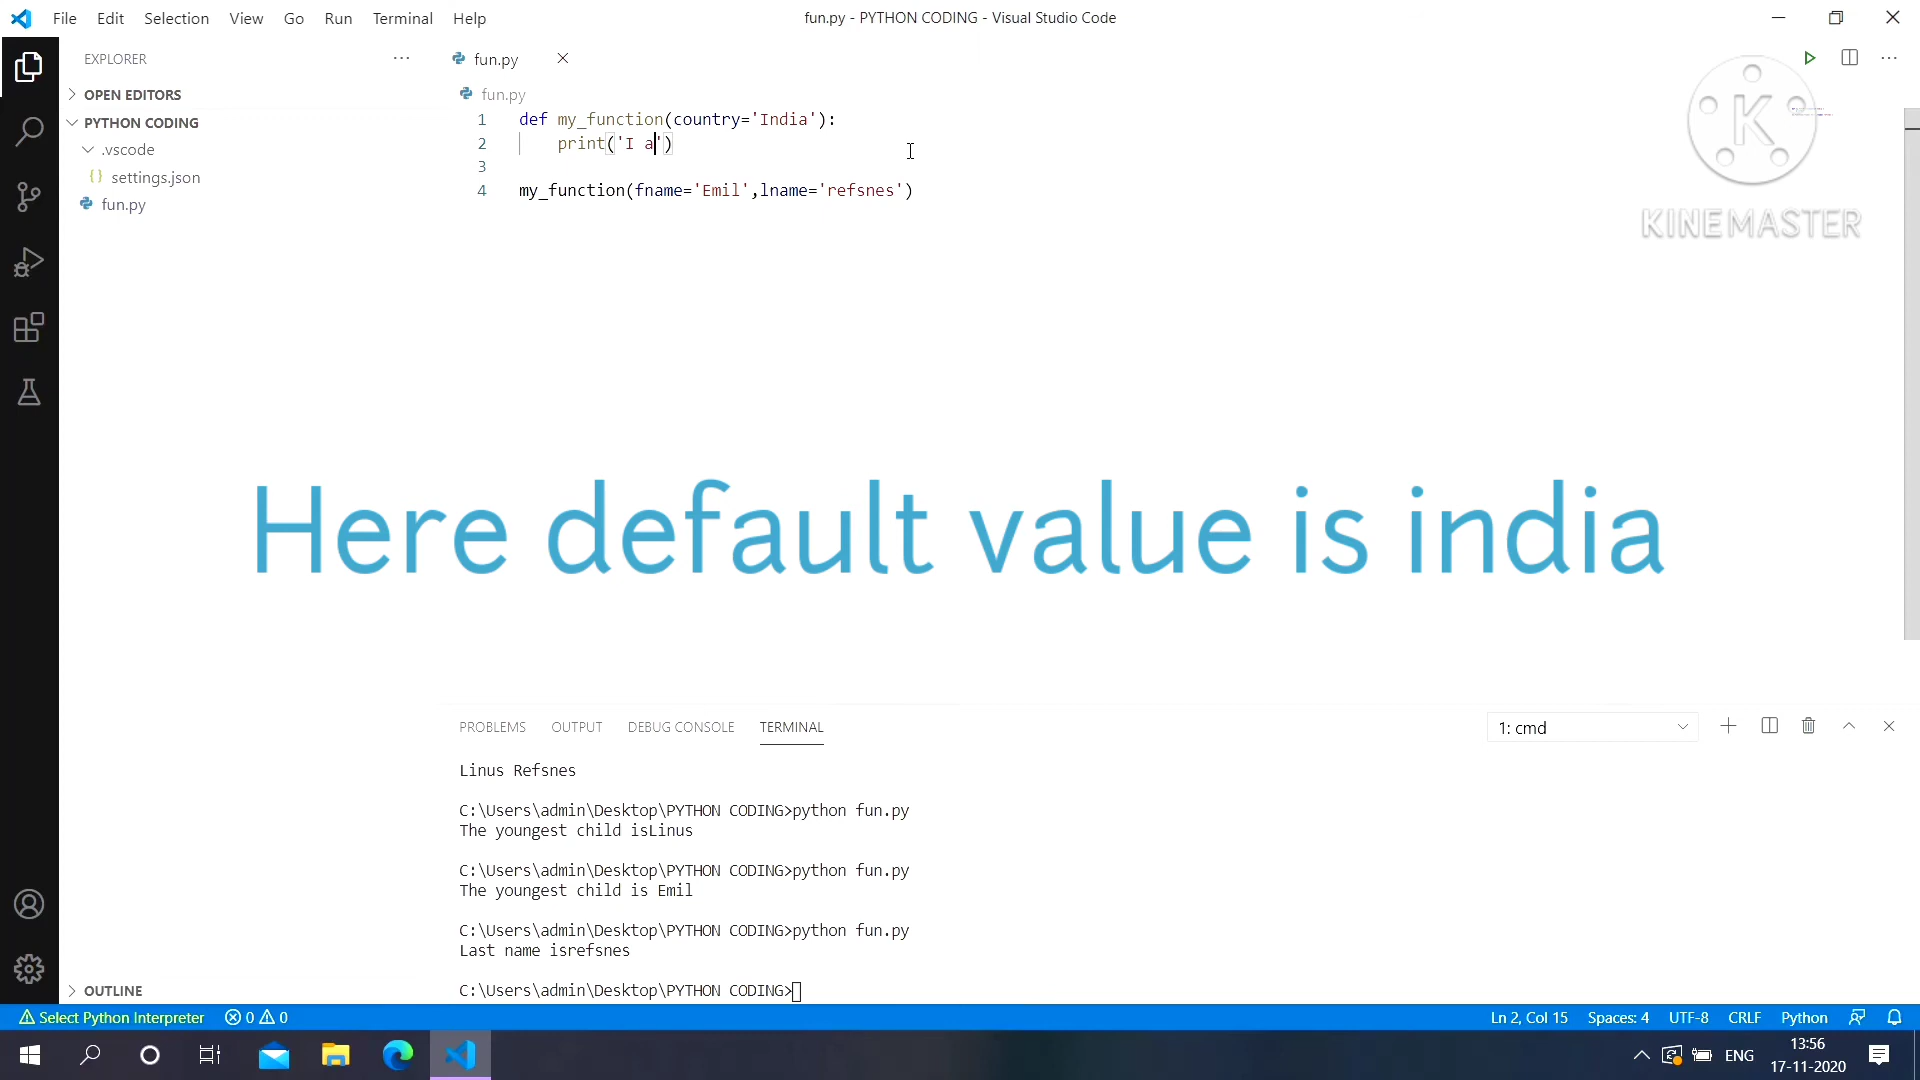 File Edit Selection View Go Run Terminal Help
fun.py - PYTHON CODING - Visual Studio Code
EXPLORER
fun.py
OPEN EDITORS
fun.py
PYTHON CODING
.vscode
{} settings.json
fun.py
1 def my_function(country='India'):
2 print('I a')
3
4 my_function(fname='Emil',lname='refsnes')
K
KINEMASTER
Here default value is india
PROBLEMS OUTPUT DEBUG CONSOLE TERMINAL
1: cmd
Linus Refsnes
C:\Users\admin\Desktop\PYTHON CODING>python fun.py
The youngest child isLinus
C:\Users\admin\Desktop\PYTHON CODING>python fun.py
The youngest child is Emil
C:\Users\admin\Desktop\PYTHON CODING>python fun.py
Last name isrefsnes
C:\Users\admin\Desktop\PYTHON CODING>
OUTLINE
Select Python Interpreter 0 0
Ln 2, Col 15 Spaces: 4 UTF-8 CRLF Python
ENG
13:56
17-11-2020